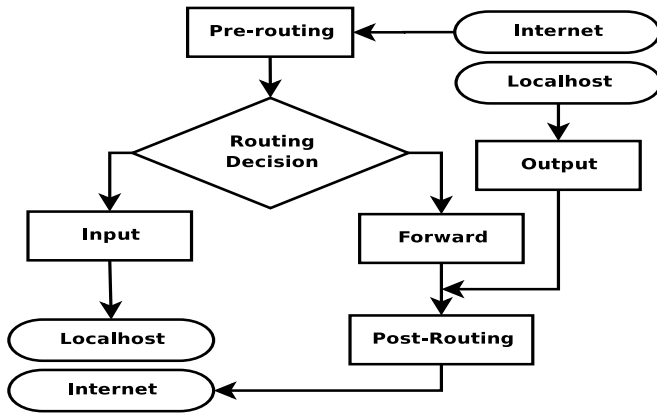 Pre-routing
Internet
Localhost
Routing
Decision
Output
Input
Forward
Localhost
Post-Routing
Internet